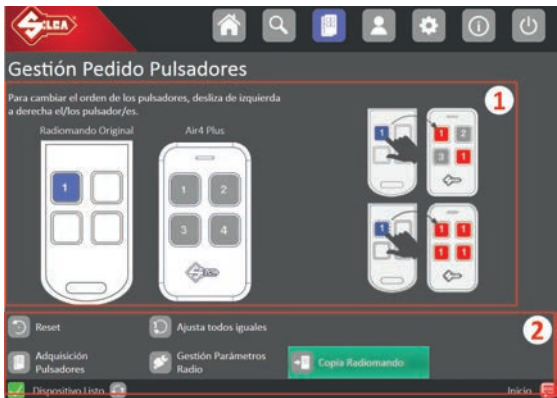 SILCA
Gestión Pedido Pulsadores
Para cambiar el orden de los pulsadores, desliza de izquierda
a derecha el/los pulsador/es.
1
Radiomando Original
Air4 Plus
1
1 2
3 4
SILCA
1
1 2
3 1
1
1 1
1 1
2
Reset
Ajusta todos iguales
Adquisición
Pulsadores
Gestión Parámetros
Radio
Copia Radiomando
Dispositivo Listo
Inicio